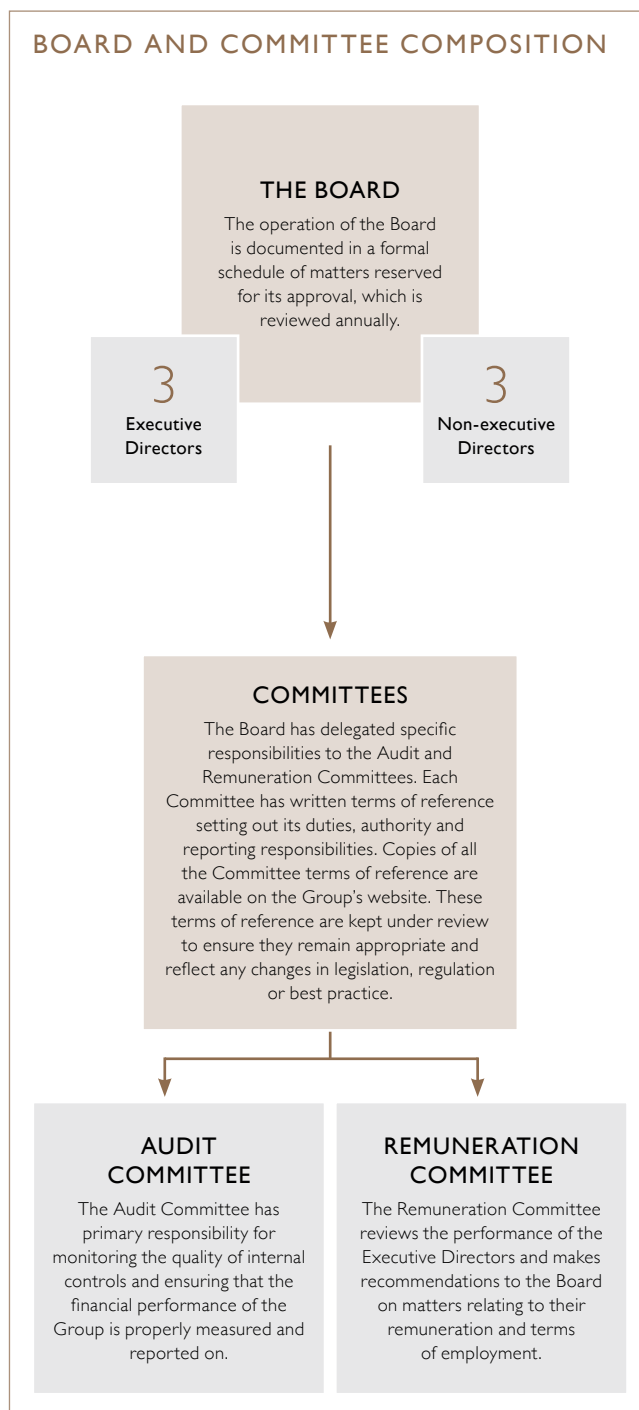 BOARD AND COMMITTEE COMPOSITION
THE BOARD
The operation of the Board
is documented in a formal
schedule of matters reserved
for its approval, which is
reviewed annually.
3
Executive
Directors
3
Non-executive
Directors
COMMITTEES
The Board has delegated specific
responsibilities to the Audit and
Remuneration Committees. Each
Committee has written terms of reference
setting out its duties, authority and
reporting responsibilities. Copies of all
the Committee terms of reference are
available on the Group’s website. These
terms of reference are kept under review
to ensure they remain appropriate and
reflect any changes in legislation, regulation
or best practice.
AUDIT
COMMITTEE
The Audit Committee has
primary responsibility for
monitoring the quality of internal
controls and ensuring that the
financial performance of the
Group is properly measured and
reported on.
REMUNERATION
COMMITTEE
The Remuneration Committee
reviews the performance of the
Executive Directors and makes
recommendations to the Board
on matters relating to their
remuneration and terms
of employment.